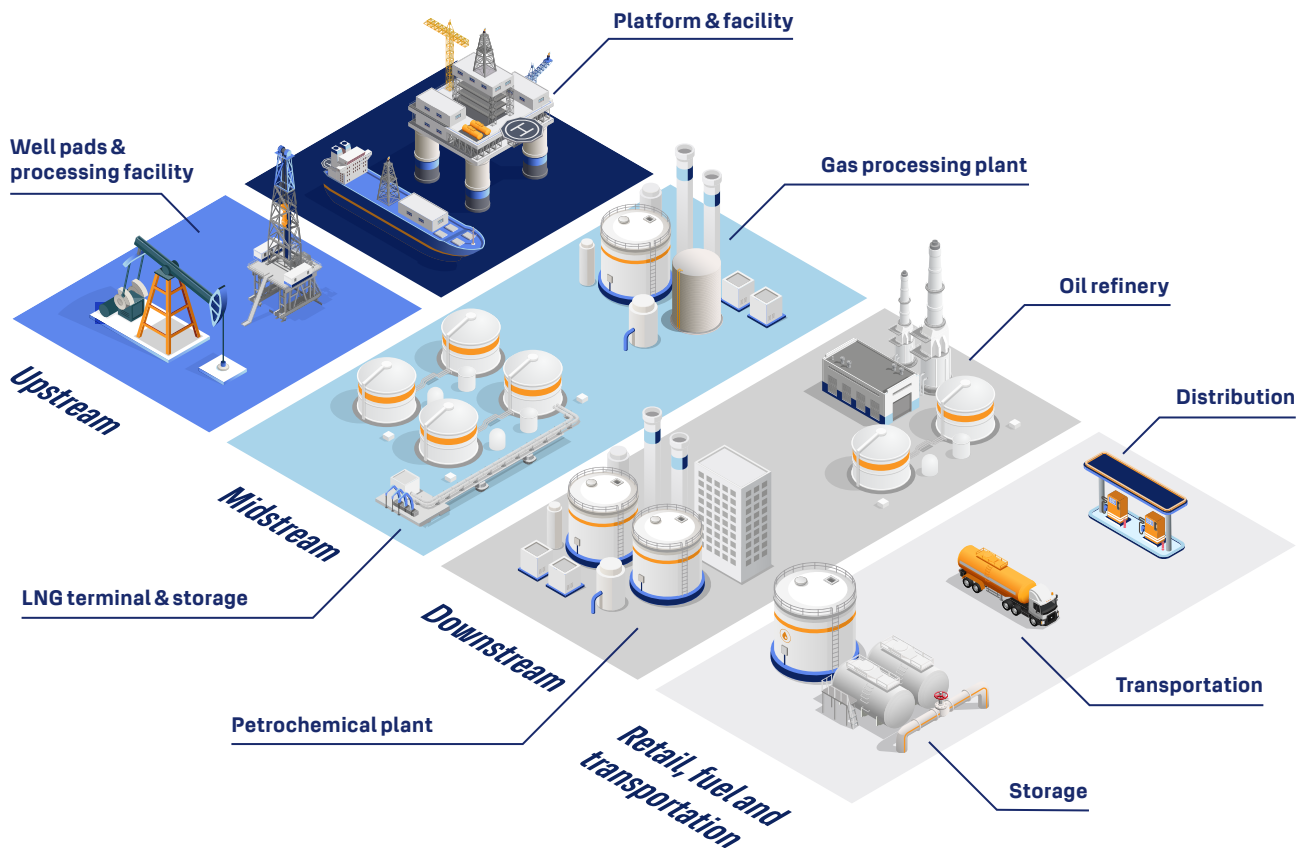 Platform & facility
Well pads &
processing facility
Gas processing plant
Oil refinery
Upstream
Distribution
Midstream
LNG terminal & storage
Downstream
Transportation
Petrochemical plant
Retail, fuel and
transportation
Storage
H